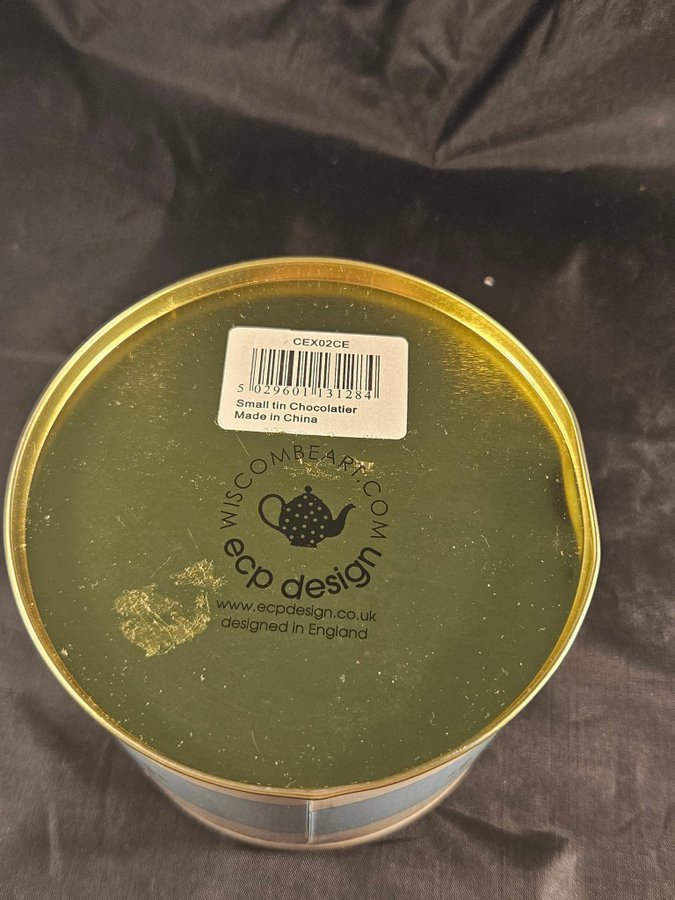 CEX02CE
5 029601 131284
Small tin Chocolatier
Made in China
WISCOMBEART.COM
ecp design
www.ecpdesign.co.uk
designed in England